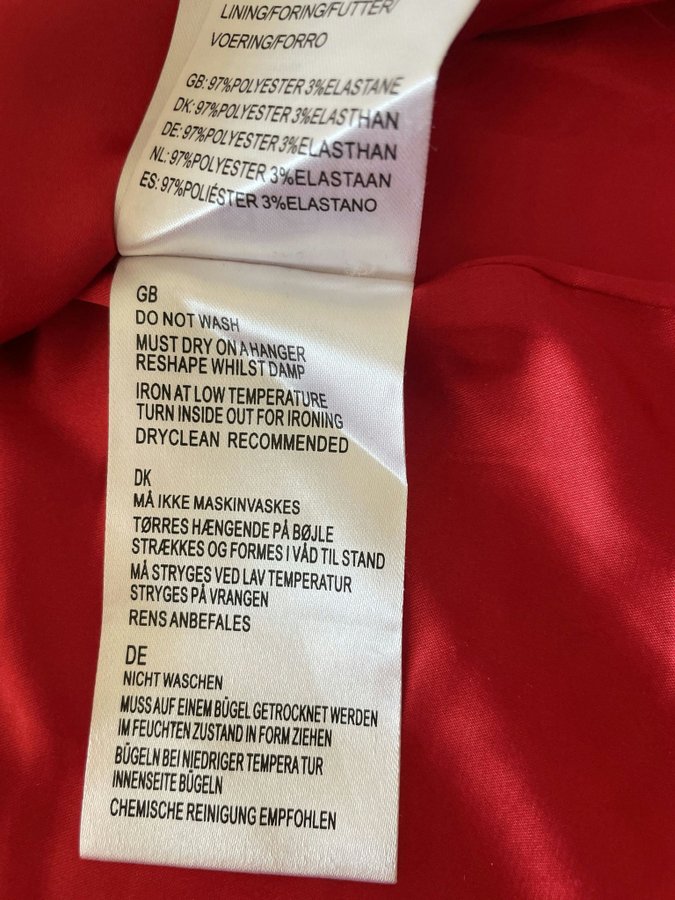 LINING/FORING/FUTTER/
VOERING/FORRO
GB: 97%POLYESTER 3%ELASTANE
DK: 97%POLYESTER 3%ELASTHAN
DE: 97%POLYESTER 3%ELASTHAN
NL: 97%POLYESTER 3%ELASTAAN
ES: 97%POLIÉSTER 3%ELASTANO
GB
DO NOT WASH
MUST DRY ON A HANGER
RESHAPE WHILST DAMP
IRON AT LOW TEMPERATURE
TURN INSIDE OUT FOR IRONING
DRYCLEAN RECOMMENDED
DK
MÅ IKKE MASKINVASKES
TØRRES HÆNGENDE PÅ BØJLE
STRÆKKES OG FORMES I VÅD TIL STAND
MÅ STRYGES VED LAV TEMPERATUR
STRYGES PÅ VRANGEN
RENS ANBEFALES
DE
NICHT WASCHEN
MUSS AUF EINEM BÜGEL GETROCKNET WERDEN
IM FEUCHTEN ZUSTAND IN FORM ZIEHEN
BÜGELN BEI NIEDRIGER TEMPERATUR
INNENSEITE BÜGELN
CHEMISCHE REINIGUNG EMPFOHLEN